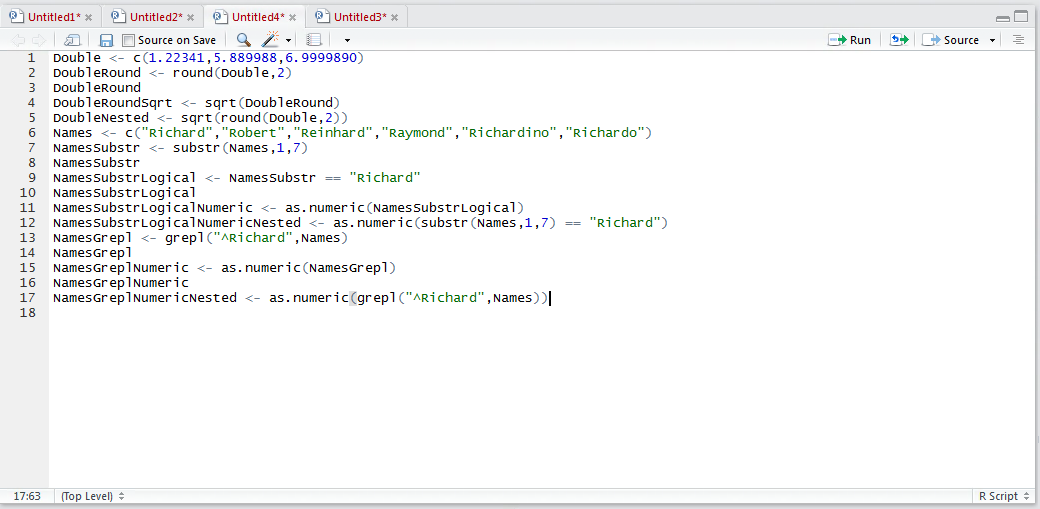 Untitled1* Untitled2* Untitled4* Untitled3*
Source on Save Run Source
1 Double <- c(1.22341,5.889988,6.9999890)
2 DoubleRound <- round(Double,2)
3 DoubleRound
4 DoubleRoundSqrt <- sqrt(DoubleRound)
5 DoubleNested <- sqrt(round(Double,2))
6 Names <- c("Richard","Robert","Reinhard","Raymond","Richardino","Richardo")
7 NamesSubstr <- substr(Names,1,7)
8 NamesSubstr
9 NamesSubstrLogical <- NamesSubstr == "Richard"
10 NamesSubstrLogical
11 NamesSubstrLogicalNumeric <- as.numeric(NamesSubstrLogical)
12 NamesSubstrLogicalNumericNested <- as.numeric(substr(Names,1,7) == "Richard")
13 NamesGrepl <- grepl("^Richard",Names)
14 NamesGrepl
15 NamesGreplNumeric <- as.numeric(NamesGrepl)
16 NamesGreplNumeric
17 NamesGreplNumericNested <- as.numeric(grepl("^Richard",Names))
18
17:63 (Top Level) R Script